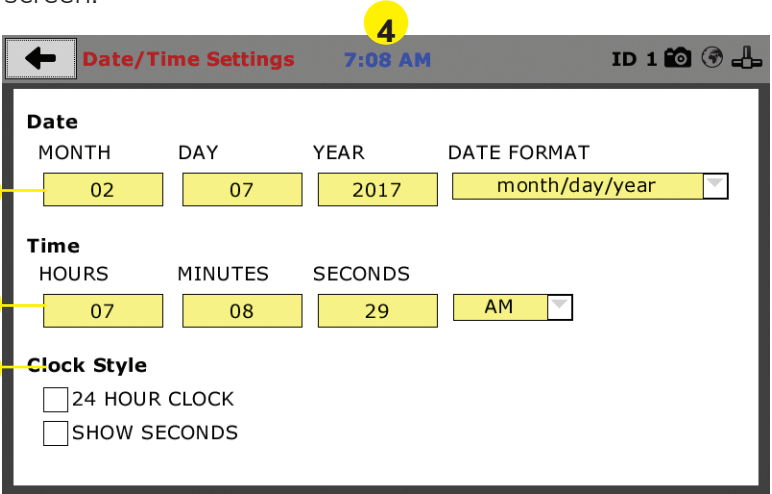 screen.
4
Date/Time Settings 7:08 AM ID 1
Date
MONTH DAY YEAR DATE FORMAT
02 07 2017 month/day/year
Time
HOURS MINUTES SECONDS
07 08 29 AM
Clock Style
24 HOUR CLOCK
SHOW SECONDS